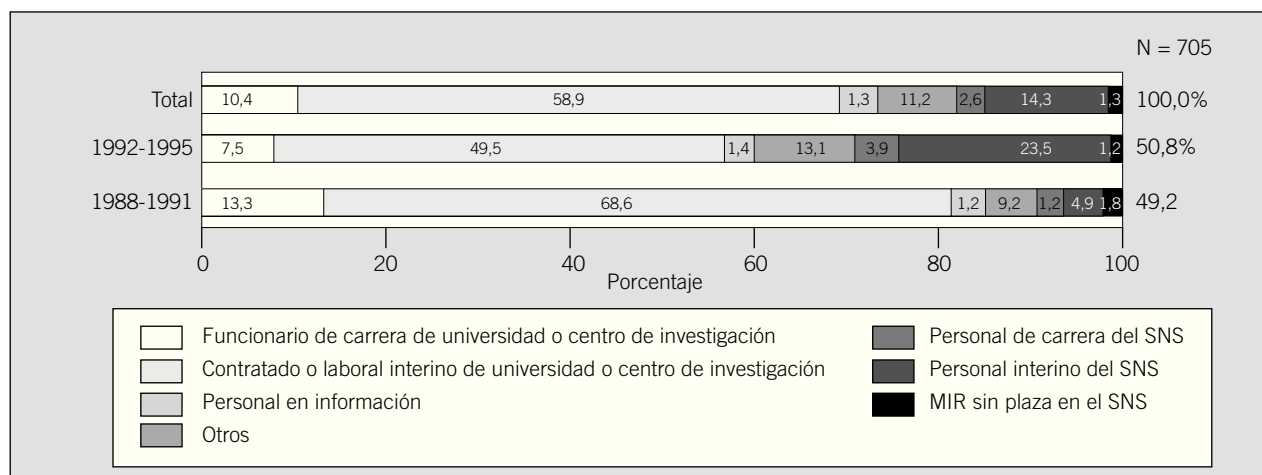 N = 705
Total 10,4 58,9 1,3 11,2 2,6 14,3 1,3 100,0%
1992-1995 7,5 49,5 1,4 13,1 3,9 23,5 1,2 50,8%
1988-1991 13,3 68,6 1,2 9,2 1,2 4,9 1,8 49,2
0 20 40 60 80 100
Porcentaje
Funcionario de carrera de universidad o centro de investigación
Contratado o laboral interino de universidad o centro de investigación
Personal en información
Otros
Personal de carrera del SNS
Personal interino del SNS
MIR sin plaza en el SNS